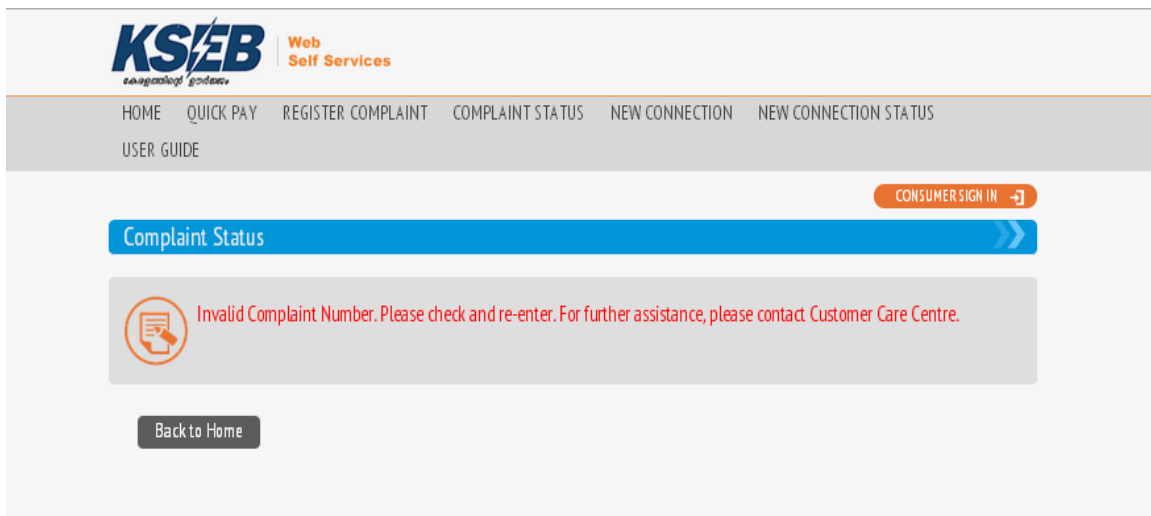 KSEB
Web
Self Services
കേരളത്തിന്റെ ഊർജ്ജം
HOME QUICK PAY REGISTER COMPLAINT COMPLAINT STATUS NEW CONNECTION NEW CONNECTION STATUS
USER GUIDE
CONSUMER SIGN IN
Complaint Status
Invalid Complaint Number. Please check and re-enter. For further assistance, please contact Customer Care Centre.
Back to Home